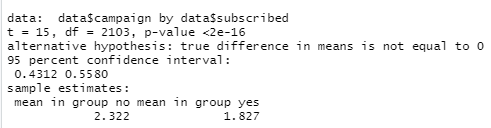 data:  data$campaign by data$subscribed
t = 15, df = 2103, p-value <2e-16
alternative hypothesis: true difference in means is not equal to 0
95 percent confidence interval:
 0.4312 0.5580
sample estimates:
 mean in group no mean in group yes
            2.322             1.827